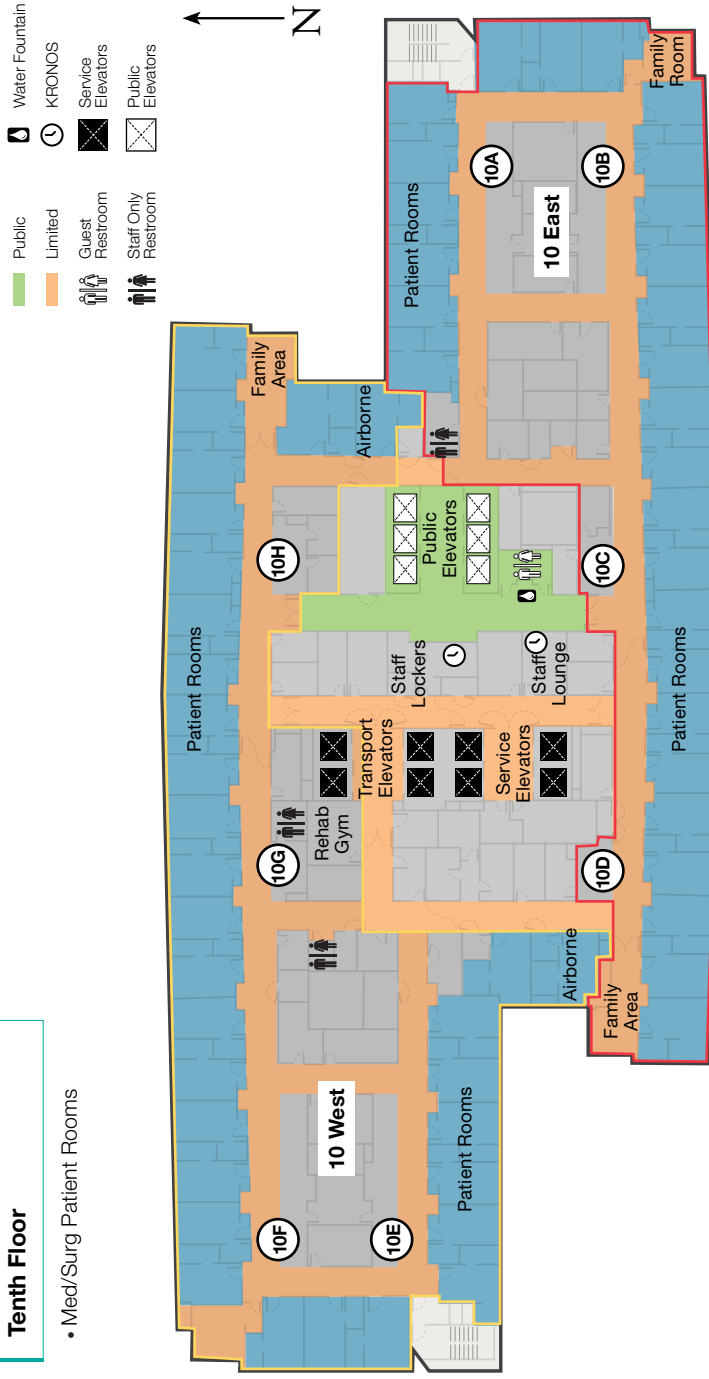 Tenth Floor
• Med/Surg Patient Rooms
Public
Limited
Guest
Restroom
Staff Only
Restroom
Water Fountain
KRONOS
Service
Elevators
Public
Elevators
N
Patient Rooms
Family
Area
Airborne
10H
10G
Rehab
Gym
10F
10E
10 West
Patient Rooms
Airborne
Family
Area
Transport
Elevators
Service
Elevators
Staff
Lockers
Staff
Lounge
Public
Elevators
10C
10D
Patient Rooms
10A
10B
10 East
Family
Room
Patient Rooms